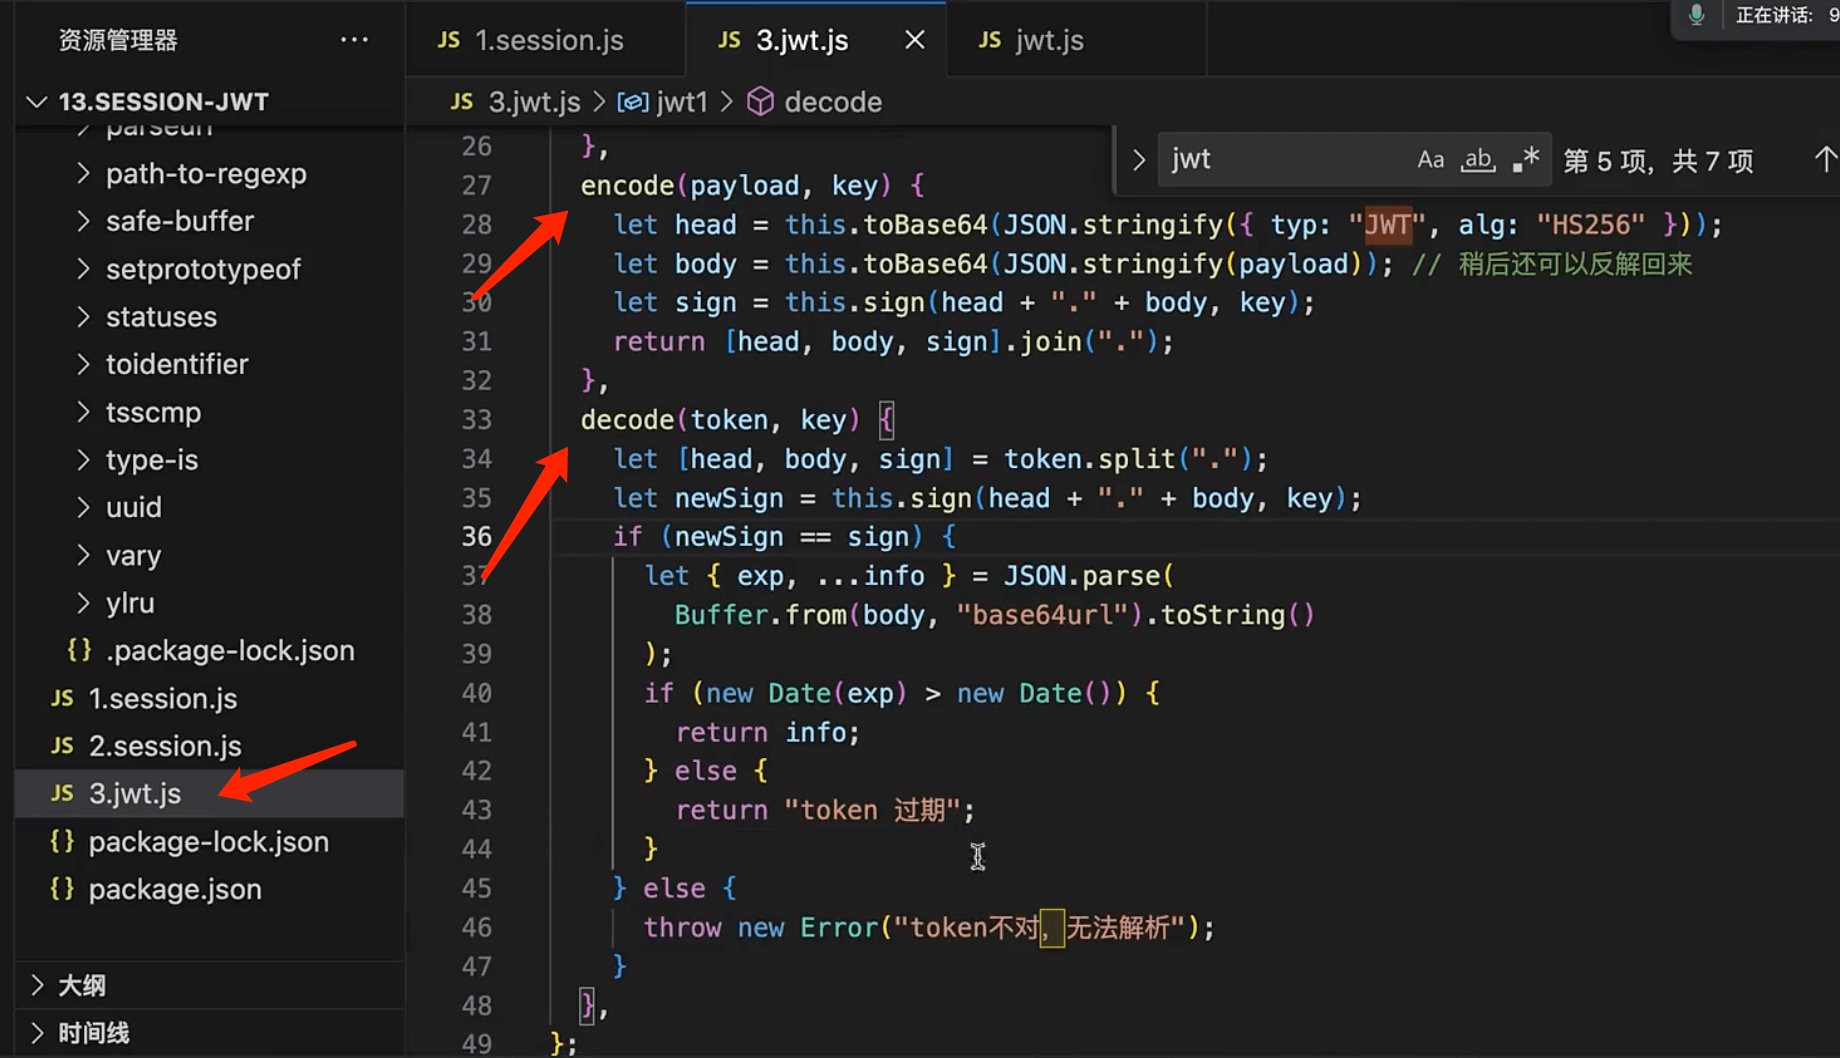 资源管理器
13.SESSION-JWT
parseurl
path-to-regexp
safe-buffer
setprototypeof
statuses
toidentifier
tsscmp
type-is
uuid
vary
ylru
{} .package-lock.json
JS 1.session.js
JS 2.session.js
JS 3.jwt.js
{} package-lock.json
{} package.json
大纲
时间线
JS 1.session.js
JS 3.jwt.js
JS jwt.js
正在讲话: 9
JS 3.jwt.js > jwt1 > decode
jwt Aa ab .* 第 5 项，共 7 项
26 },
27 encode(payload, key) {
28 let head = this.toBase64(JSON.stringify({ typ: "JWT", alg: "HS256" }));
29 let body = this.toBase64(JSON.stringify(payload)); // 稍后还可以反解回来
30 let sign = this.sign(head + "." + body, key);
31 return [head, body, sign].join(".");
32 },
33 decode(token, key) {
34 let [head, body, sign] = token.split(".");
35 let newSign = this.sign(head + "." + body, key);
36 if (newSign == sign) {
37 let { exp, ...info } = JSON.parse(
38 Buffer.from(body, "base64url").toString()
39 );
40 if (new Date(exp) > new Date()) {
41 return info;
42 } else {
43 return "token 过期";
44 }
45 } else {
46 throw new Error("token不对，无法解析");
47 }
48 },
49 };